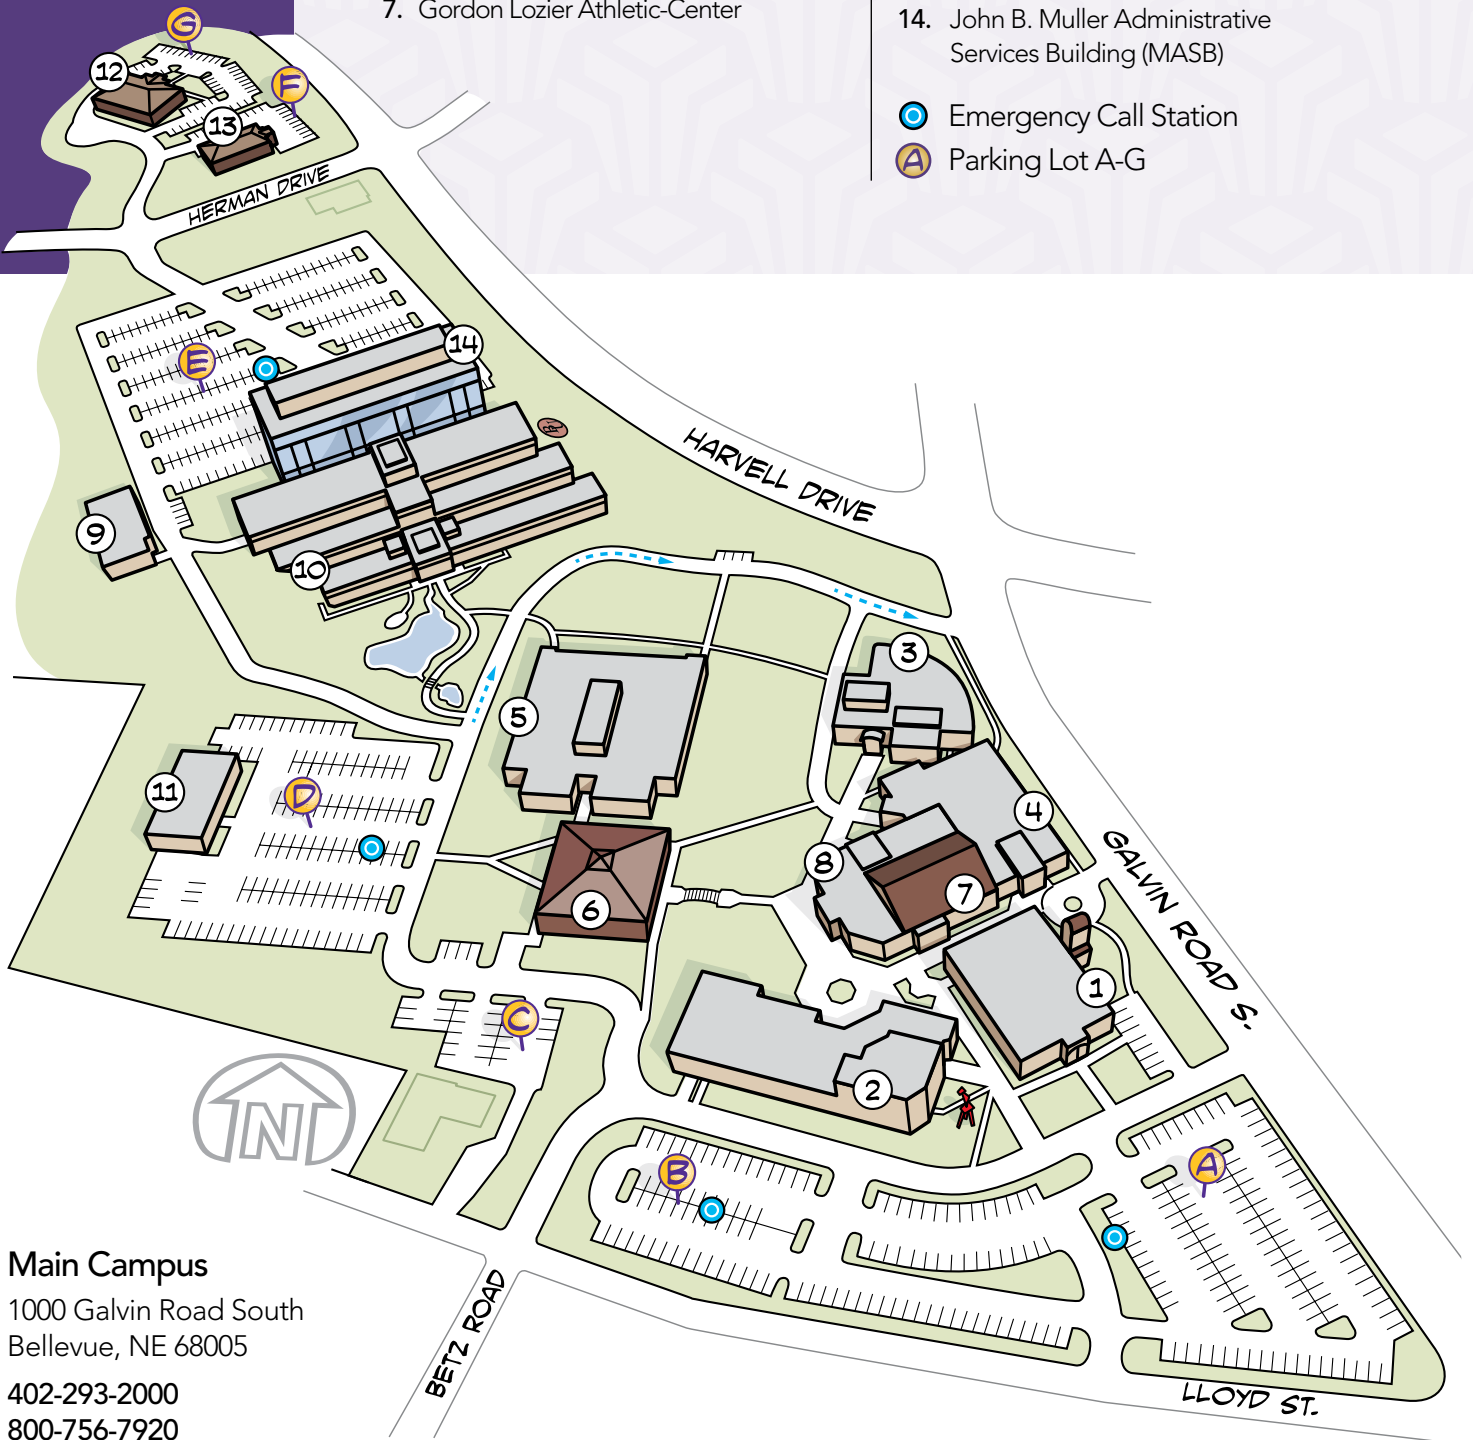 7. Gordon Lozier Athletic-Center
14. John B. Muller Administrative
Services Building (MASB)
Emergency Call Station
A Parking Lot A-G
G
12
F
13
HERMAN DRIVE
E
14
HARVELL DRIVE
9
10
3
5
11
D
4
8
7
6
GALVIN ROAD S.
1
C
2
N
B
A
Main Campus
1000 Galvin Road South
Bellevue, NE 68005
402-293-2000
800-756-7920
BETZ ROAD
LLOYD ST.